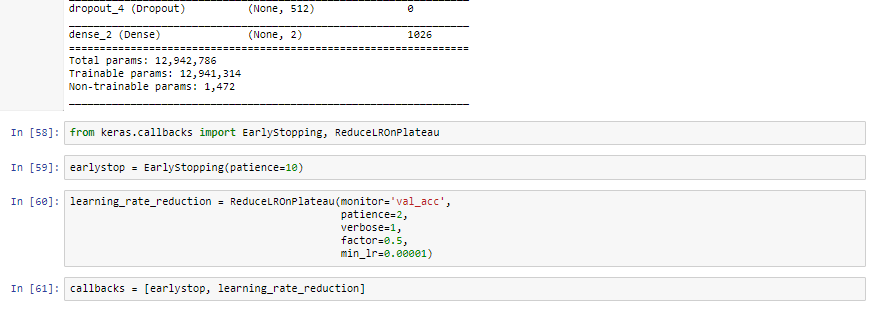 dropout_4 (Dropout)          (None, 512)               0
_________________________________________________________________
dense_2 (Dense)              (None, 2)                 1026
=================================================================
Total params: 12,942,786
Trainable params: 12,941,314
Non-trainable params: 1,472
_________________________________________________________________
In [58]: from keras.callbacks import EarlyStopping, ReduceLROnPlateau
In [59]: earlystop = EarlyStopping(patience=10)
In [60]: learning_rate_reduction = ReduceLROnPlateau(monitor='val_acc',
patience=2,
verbose=1,
factor=0.5,
min_lr=0.00001)
In [61]: callbacks = [earlystop, learning_rate_reduction]